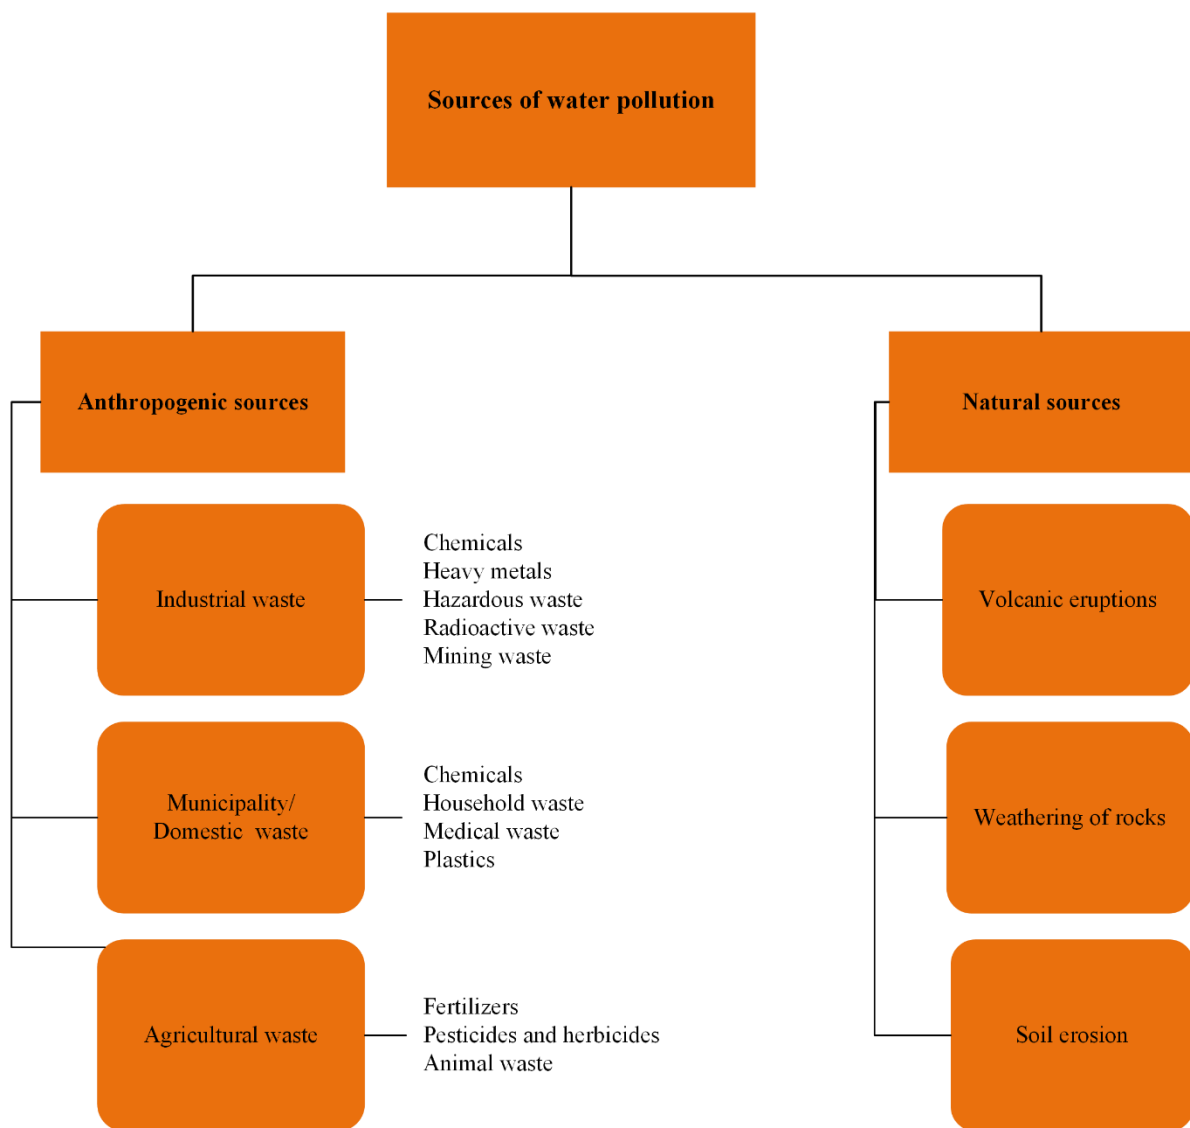 Sources of water pollution
Anthropogenic sources
Natural sources
Industrial waste
Chemicals
Heavy metals
Hazardous waste
Radioactive waste
Mining waste
Volcanic eruptions
Municipality/
Domestic waste
Chemicals
Household waste
Medical waste
Plastics
Weathering of rocks
Agricultural waste
Fertilizers
Pesticides and herbicides
Animal waste
Soil erosion